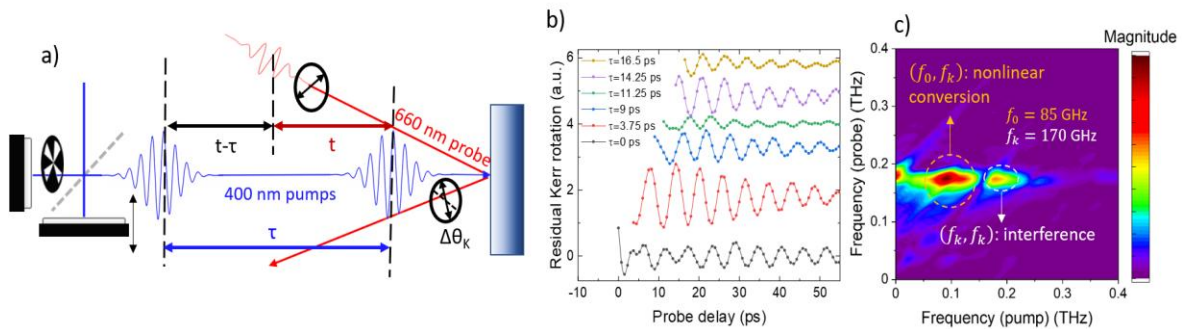 a)
t-τ
t
660 nm probe
400 nm pumps
τ
Δθ_K
b)
Residual Kerr rotation (a.u.)
6
4
2
0
τ=16.5 ps
τ=14.25 ps
τ=11.25 ps
τ=9 ps
τ=3.75 ps
τ=0 ps
-10 0 10 20 30 40 50
Probe delay (ps)
c)
Frequency (probe) (THz)
0.4
0.3
0.2
0.1
0
(f₀, fₖ): nonlinear
conversion
f₀ = 85 GHz
fₖ = 170 GHz
(fₖ, fₖ): interference
0 0.1 0.2 0.3 0.4
Frequency (pump) (THz)
Magnitude